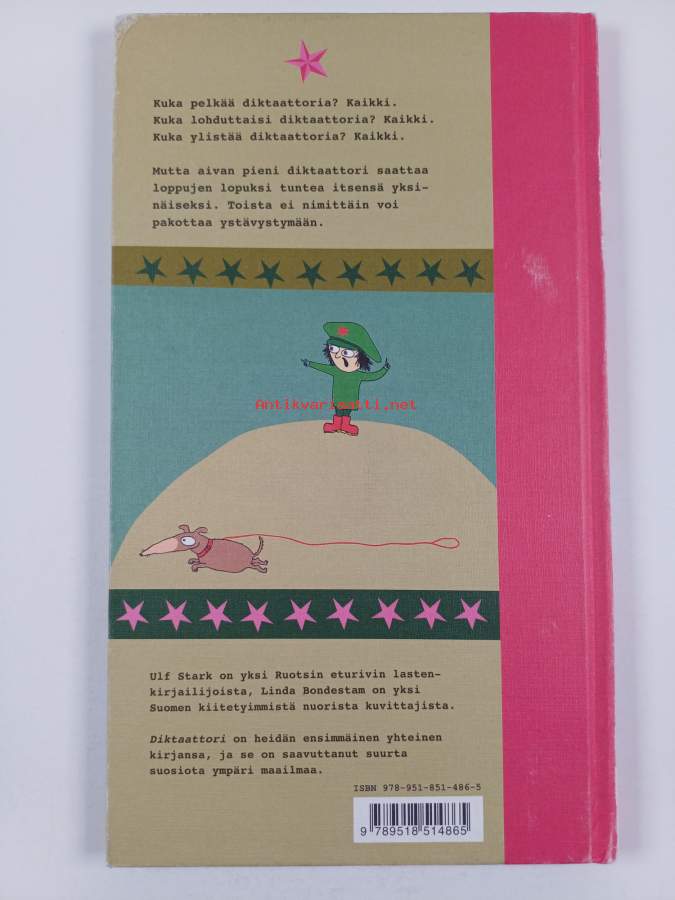 Kuka pelkää diktaattoria? Kaikki.
Kuka lohduttaisi diktaattoria? Kaikki.
Kuka ylistää diktaattoria? Kaikki.
Mutta aivan pieni diktaattori saattaa
loppujen lopuksi tuntea itsensä yksi-
näiseksi. Toista ei nimittäin voi
pakottaa ystävystymään.
Antikvariaatti.net
Ulf Stark on yksi Ruotsin eturivin lasten-
kirjailijoista, Linda Bondestam on yksi
Suomen kiitetyimmistä nuorista kuvittajista.
Diktaattori on heidän ensimmäinen yhteinen
kirjansa, ja se on saavuttanut suurta
suosiota ympäri maailmaa.
ISBN 978-951-851-486-5
9 789518 514865